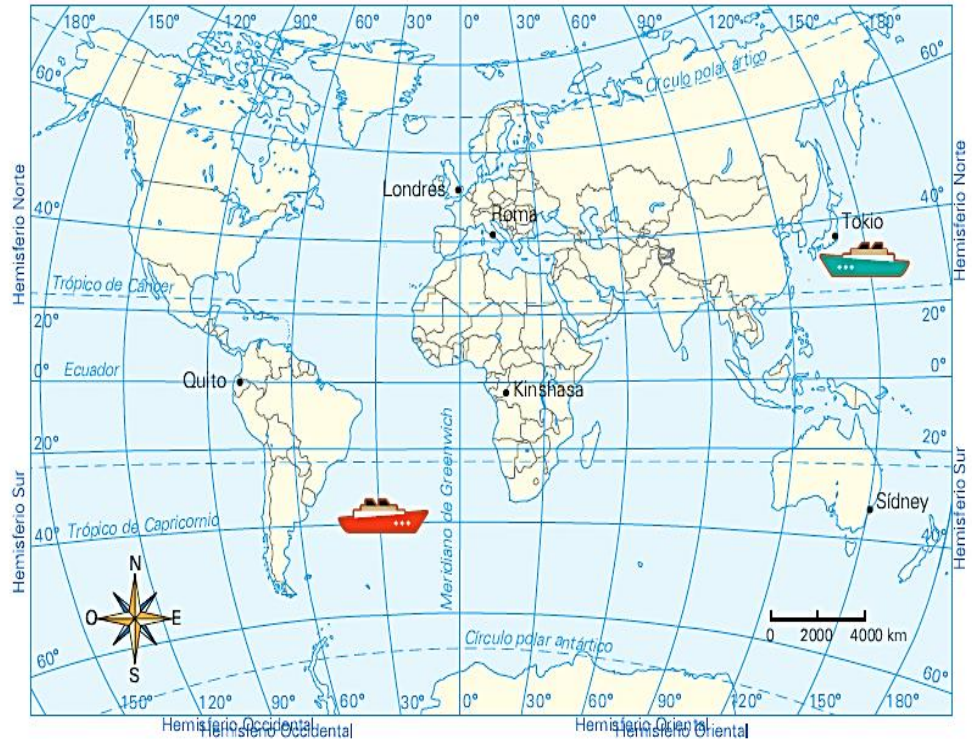 180° 150° 120° 90° 60° 30° 0° 30° 60° 90° 120° 150° 180°
60°
60°
Círculo polar ártico
Hemisferio Norte
Hemisferio Norte
Londres
Roma
Tokio
40°
40°
Trópico de Cáncer
20°
20°
Ecuador
0°
0°
Quito
Kinshasa
Meridiano de Greenwich
20°
20°
Hemisferio Sur
Hemisferio Sur
Sídney
Trópico de Capricornio
40°
40°
N
O
E
S
0 2000 4000 km
Círculo polar antártico
60°
60°
150° 120° 90° 60° 30° 0° 30° 60° 90° 120° 150° 180°
Hemisferio Occidental
Hemisferio Occidental
Hemisferio Oriental
Hemisferio Oriental